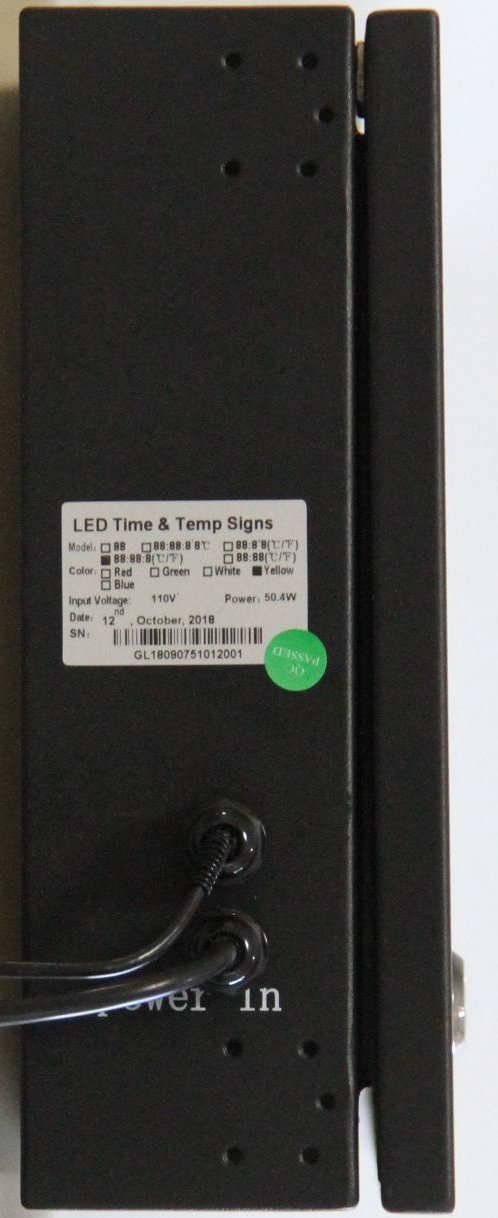 LED Time & Temp Signs
Model: □ 88 □ 88:88:8 8℃ □ 88:8 8(℃/℉)
■ 88:88:8(℃/℉) □ 88:88(℃/℉)
Color: □ Red □ Green □ White ■ Yellow
□ Blue
Input Voltage: 110V Power: 50.4W
Date: 12nd , October, 2018
SN:
GL18090751012001
QC
PASSED
power in